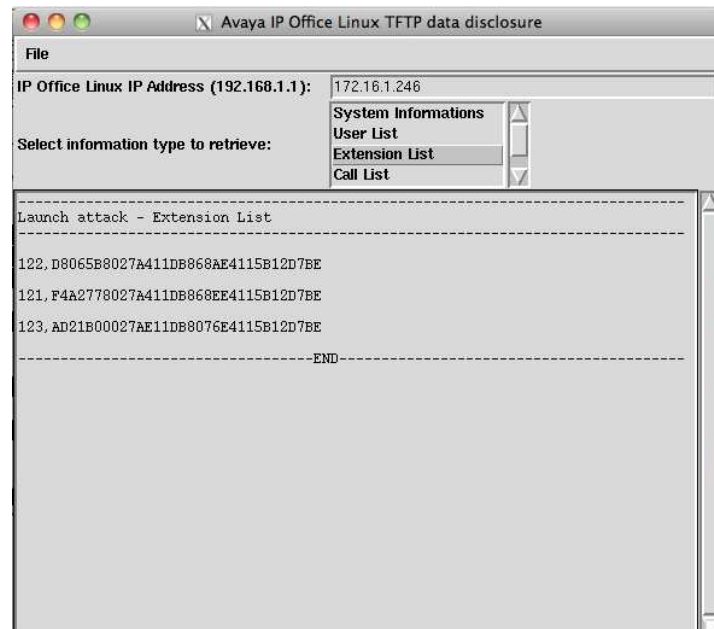 X Avaya IP Office Linux TFTP data disclosure
File
IP Office Linux IP Address (192.168.1.1): 172.16.1.246
Select information type to retrieve:
System Informations
User List
Extension List
Call List
--------------------------------------------------------------------------------
Launch attack - Extension List
--------------------------------------------------------------------------------
122,D8065B8027A411DB868AE4115B12D7BE
121,F4A2778027A411DB868EE4115B12D7BE
123,AD21B00027AE11DB8076E4115B12D7BE
-----------------------------------END-----------------------------------------